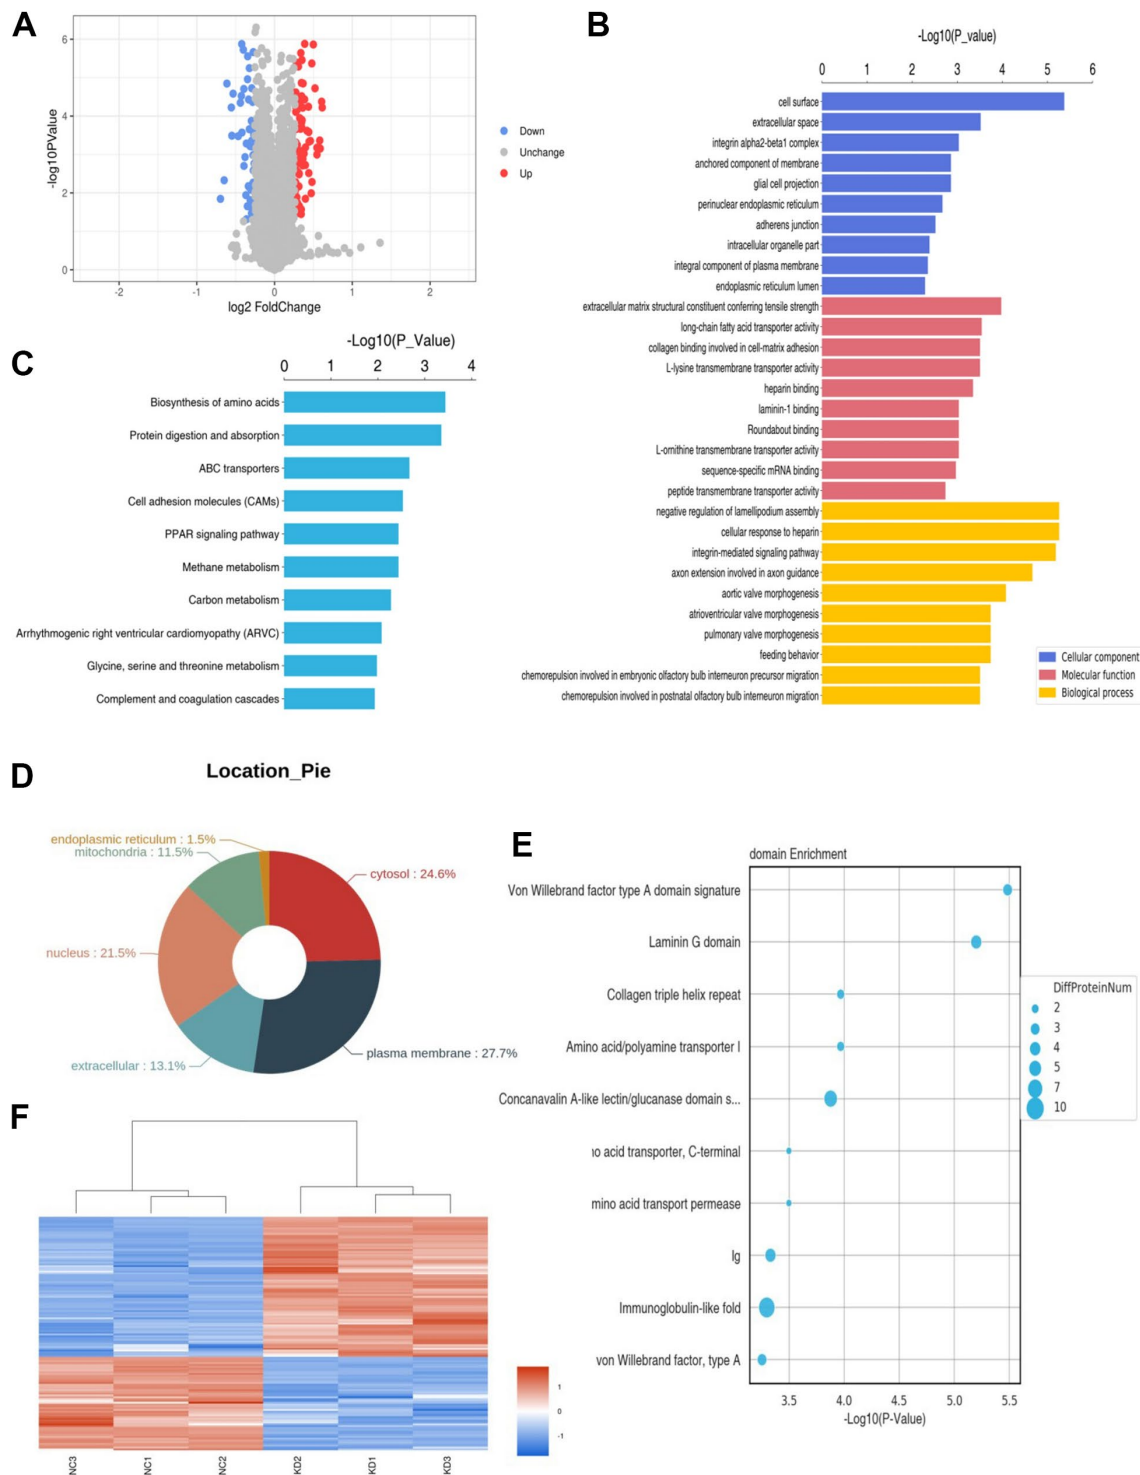 A
-log10PValue
6
4
2
0
-2
-1
0
1
2
log2 FoldChange
Down
Unchange
Up
B
-Log10(P_value)
0
1
2
3
4
5
6
cell surface
extracellular space
integrin alpha2-beta1 complex
anchored component of membrane
glial cell projection
perinuclear endoplasmic reticulum
adherens junction
intracellular organelle part
integral component of plasma membrane
endoplasmic reticulum lumen
extracellular matrix structural constituent conferring tensile strength
long-chain fatty acid transporter activity
collagen binding involved in cell-matrix adhesion
L-lysine transmembrane transporter activity
heparin binding
laminin-1 binding
Roundabout binding
L-ornithine transmembrane transporter activity
sequence-specific mRNA binding
peptide transmembrane transporter activity
negative regulation of lamellipodium assembly
cellular response to heparin
integrin-mediated signaling pathway
axon extension involved in axon guidance
aortic valve morphogenesis
atrioventricular valve morphogenesis
pulmonary valve morphogenesis
feeding behavior
chemorepulsion involved in embryonic olfactory bulb interneuron precursor migration
chemorepulsion involved in postnatal olfactory bulb interneuron migration
Cellular component
Molecular function
Biological process
C
-Log10(P_Value)
0
1
2
3
4
Biosynthesis of amino acids
Protein digestion and absorption
ABC transporters
Cell adhesion molecules (CAMs)
PPAR signaling pathway
Methane metabolism
Carbon metabolism
Arrhythmogenic right ventricular cardiomyopathy (ARVC)
Glycine, serine and threonine metabolism
Complement and coagulation cascades
D
Location_Pie
endoplasmic reticulum : 1.5%
mitochondria : 11.5%
cytosol : 24.6%
nucleus : 21.5%
plasma membrane : 27.7%
extracellular : 13.1%
E
domain Enrichment
Von Willebrand factor type A domain signature
Laminin G domain
Collagen triple helix repeat
Amino acid/polyamine transporter I
Concanavalin A-like lectin/glucanase domain s...
no acid transporter, C-terminal
mino acid transport permease
Ig
Immunoglobulin-like fold
von Willebrand factor, type A
3.5
4.0
4.5
5.0
5.5
-Log10(P-Value)
DiffProteinNum
2
3
4
5
7
10
F
1
0
-1
NC3
NC1
NC2
KD2
KD1
KD3